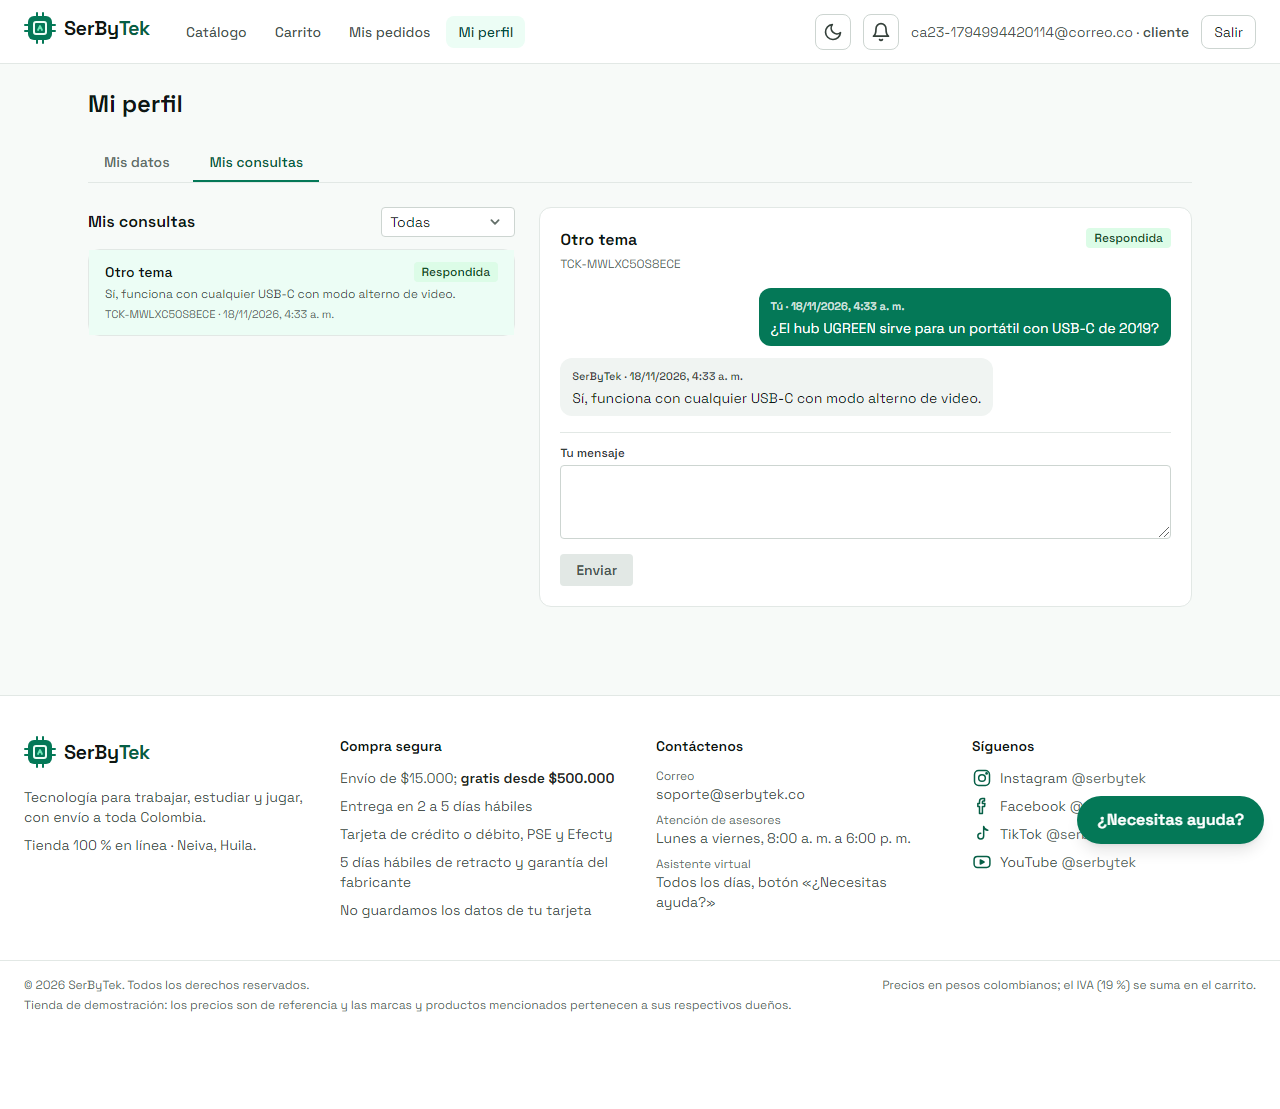 SerByTek
Catálogo
Carrito
Mis pedidos
Mi perfil
ca23-1794994420114@correo.co · cliente
Salir
Mi perfil
Mis datos
Mis consultas
Mis consultas
Todas
Otro tema
Respondida
Sí, funciona con cualquier USB-C con modo alterno de video.
TCK-MWLXC5OS8ECE · 18/11/2026, 4:33 a. m.
Otro tema
Respondida
TCK-MWLXC5OS8ECE
Tú · 18/11/2026, 4:33 a. m.
¿El hub UGREEN sirve para un portátil con USB-C de 2019?
SerByTek · 18/11/2026, 4:33 a. m.
Sí, funciona con cualquier USB-C con modo alterno de video.
Tu mensaje
Enviar
SerByTek
Tecnología para trabajar, estudiar y jugar,
con envío a toda Colombia.
Tienda 100 % en línea · Neiva, Huila.
Compra segura
Envío de $15.000; gratis desde $500.000
Entrega en 2 a 5 días hábiles
Tarjeta de crédito o débito, PSE y Efecty
5 días hábiles de retracto y garantía del
fabricante
No guardamos los datos de tu tarjeta
Contáctenos
Correo
soporte@serbytek.co
Atención de asesores
Lunes a viernes, 8:00 a. m. a 6:00 p. m.
Asistente virtual
Todos los días, botón «¿Necesitas
ayuda?»
Síguenos
Instagram @serbytek
Facebook @
TikTok @ser
YouTube @serbytek
¿Necesitas ayuda?
© 2026 SerByTek. Todos los derechos reservados.
Precios en pesos colombianos; el IVA (19 %) se suma en el carrito.
Tienda de demostración: los precios son de referencia y las marcas y productos mencionados pertenecen a sus respectivos dueños.